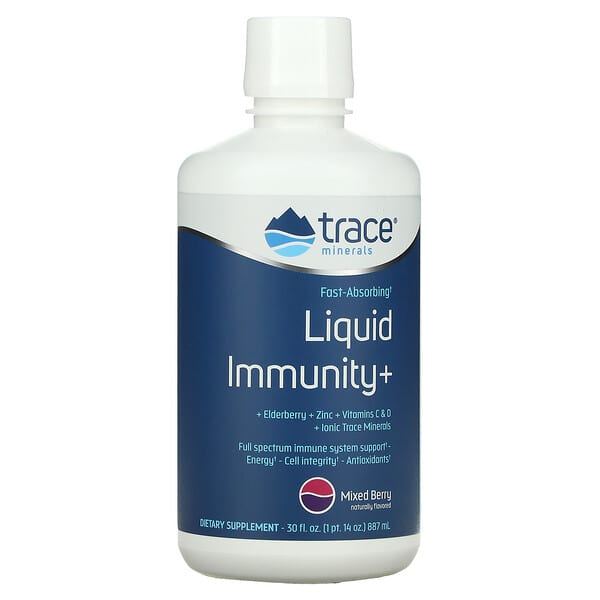 trace®
minerals
Fast-Absorbing†
Liquid
Immunity+
+ Elderberry + Zinc + Vitamins C & D
+ Ionic Trace Minerals
Full spectrum immune system support† -
Energy† - Cell integrity† - Antioxidants†
Mixed Berry
naturally flavored
DIETARY SUPPLEMENT - 30 fl. oz. (1 pt. 14 oz.) 887 mL